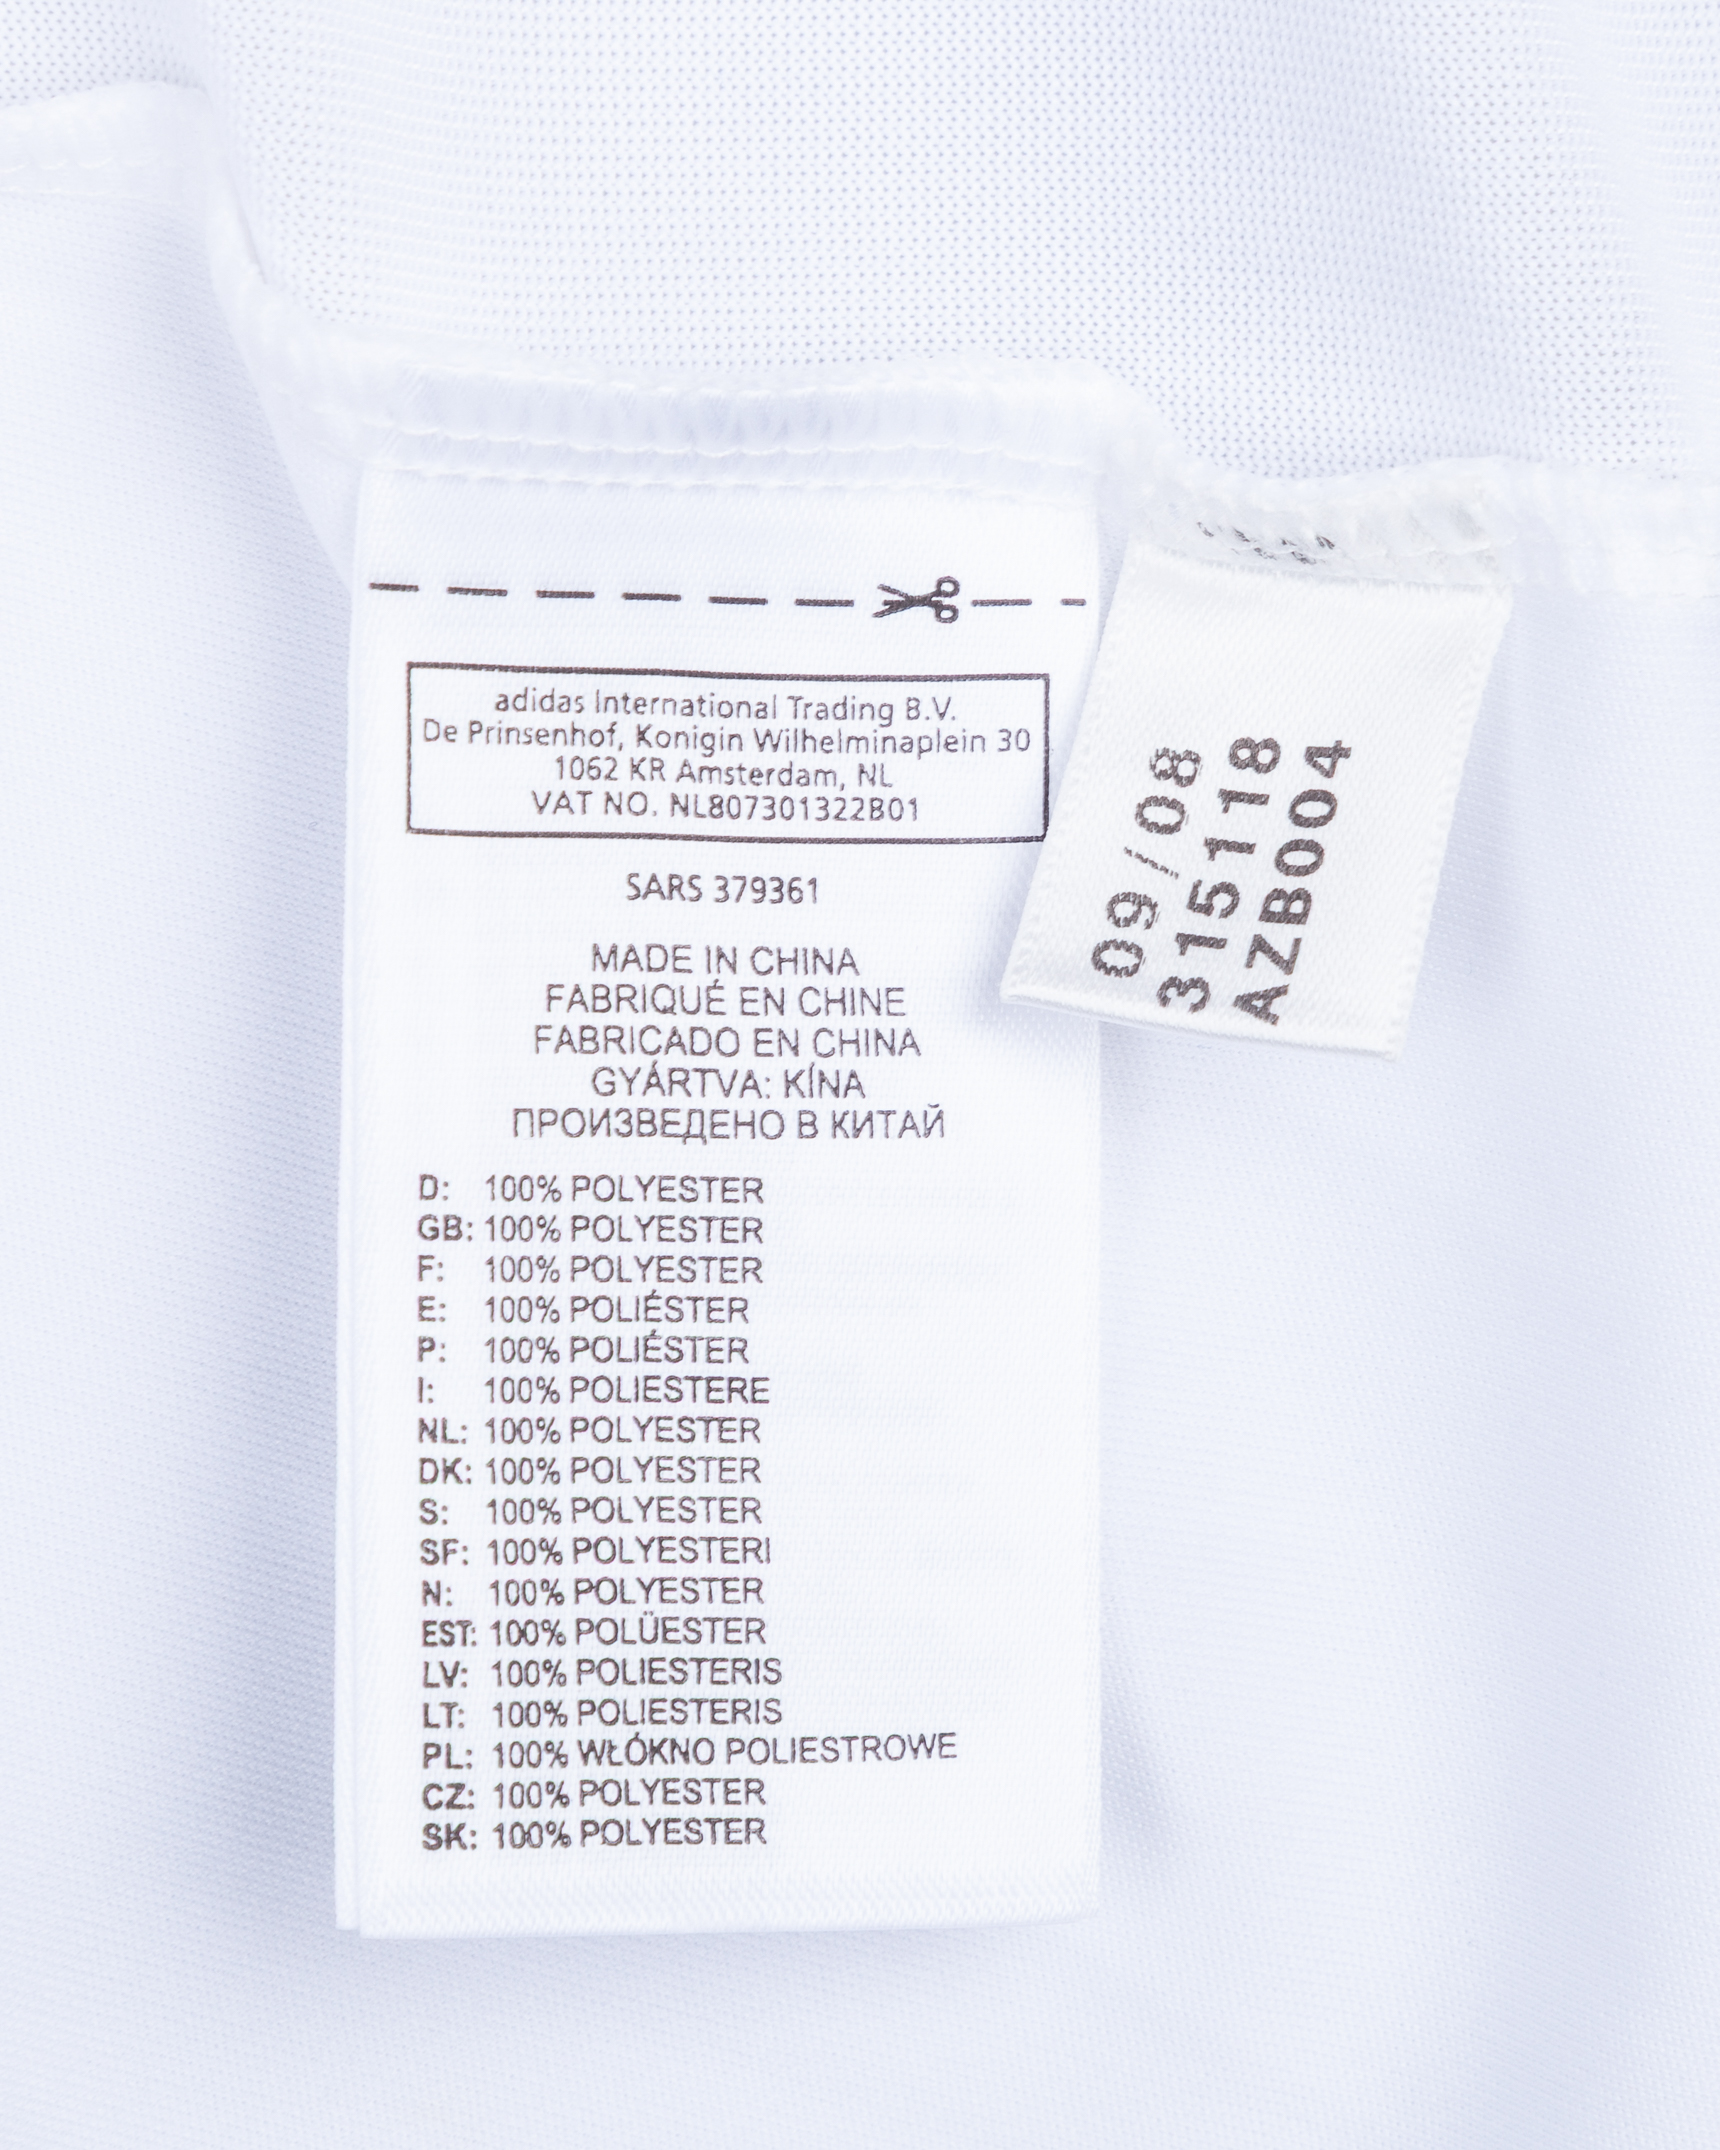 adidas International Trading B.V.
De Prinsenhof, Konigin Wilhelminaplein 30
1062 KR Amsterdam, NL
VAT NO. NL807301322B01
SARS 379361
MADE IN CHINA
FABRIQUÉ EN CHINE
FABRICADO EN CHINA
GYÁRTVA: KÍNA
ПРОИЗВЕДЕНО В КИТАЙ
D: 100% POLYESTER
GB: 100% POLYESTER
F: 100% POLYESTER
E: 100% POLIÉSTER
P: 100% POLIÉSTER
I: 100% POLIESTERE
NL: 100% POLYESTER
DK: 100% POLYESTER
S: 100% POLYESTER
SF: 100% POLYESTERI
N: 100% POLYESTER
EST: 100% POLÜESTER
LV: 100% POLIESTERIS
LT: 100% POLIESTERIS
PL: 100% WŁÓKNO POLIESTROWE
CZ: 100% POLYESTER
SK: 100% POLYESTER
09/08
315118
AZB004